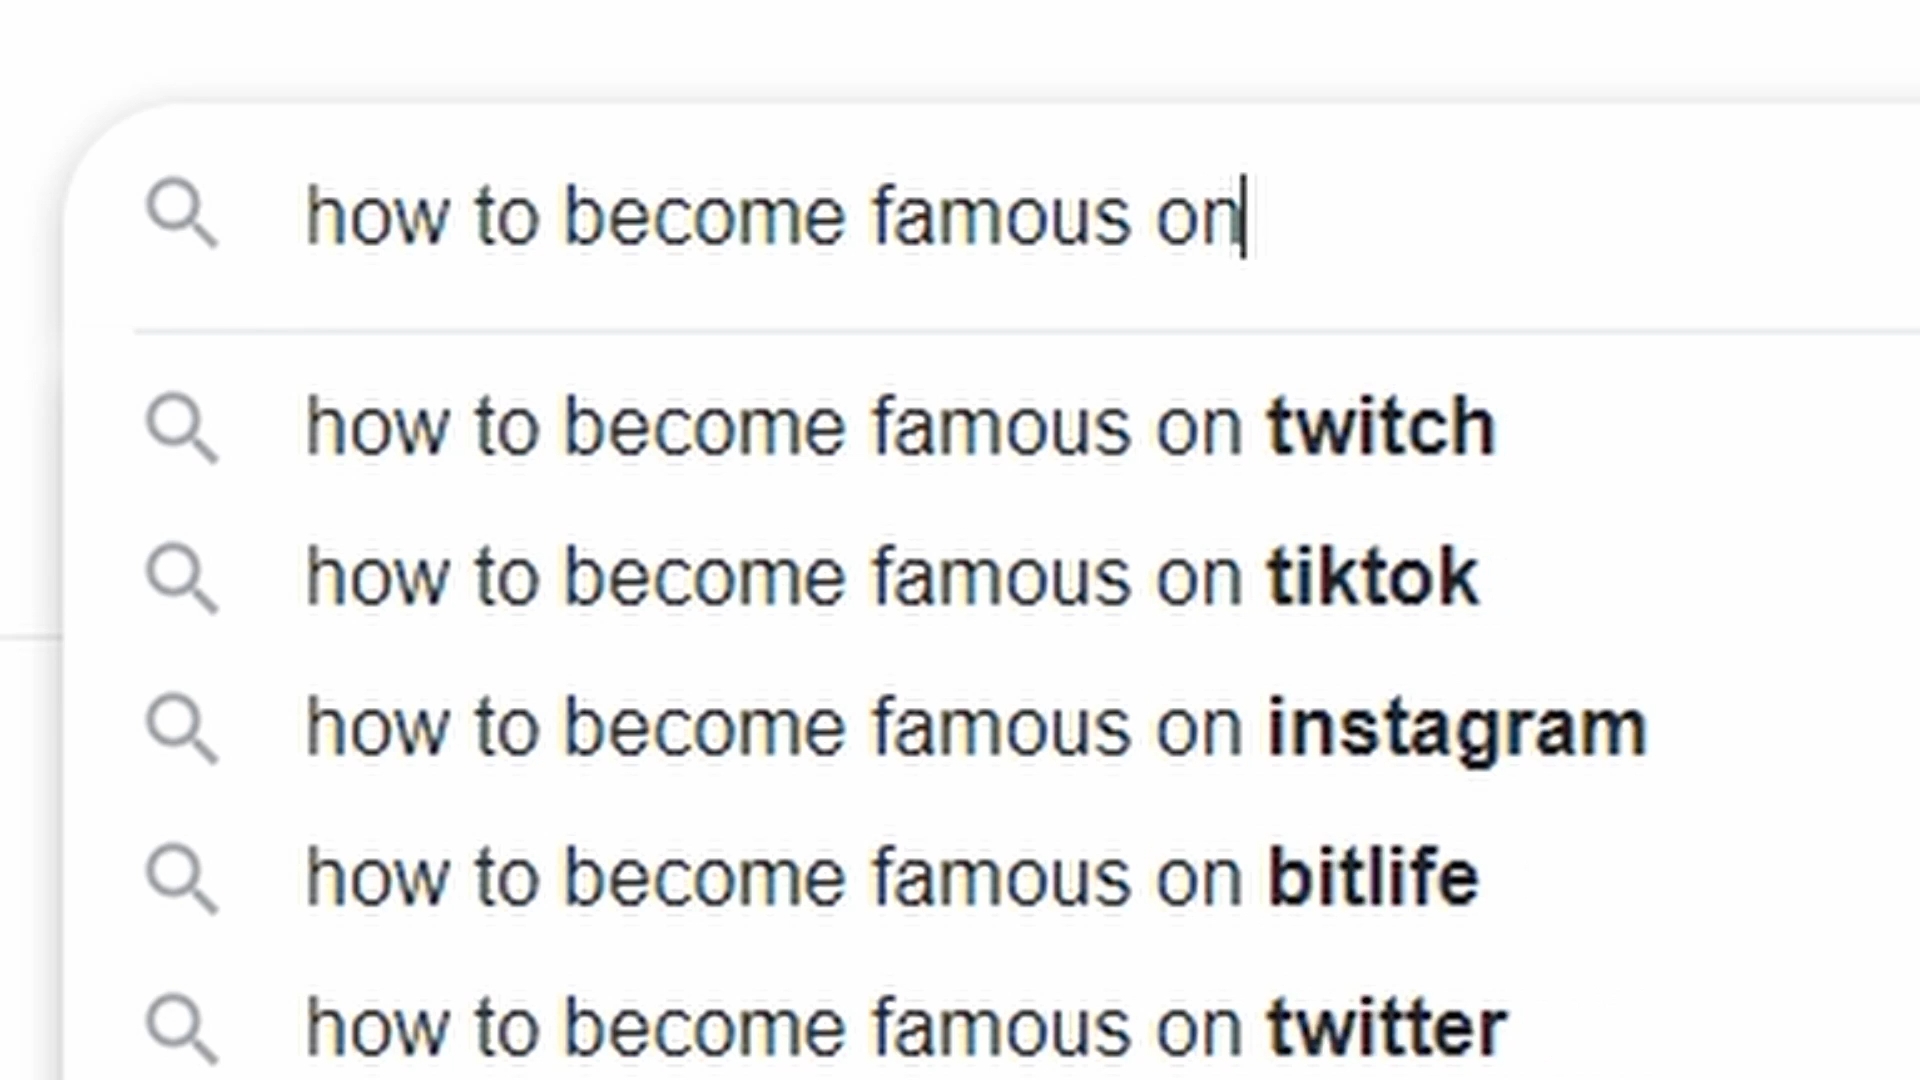 how to become famous on
how to become famous on twitch
how to become famous on tiktok
how to become famous on instagram
how to become famous on bitlife
how to become famous on twitter